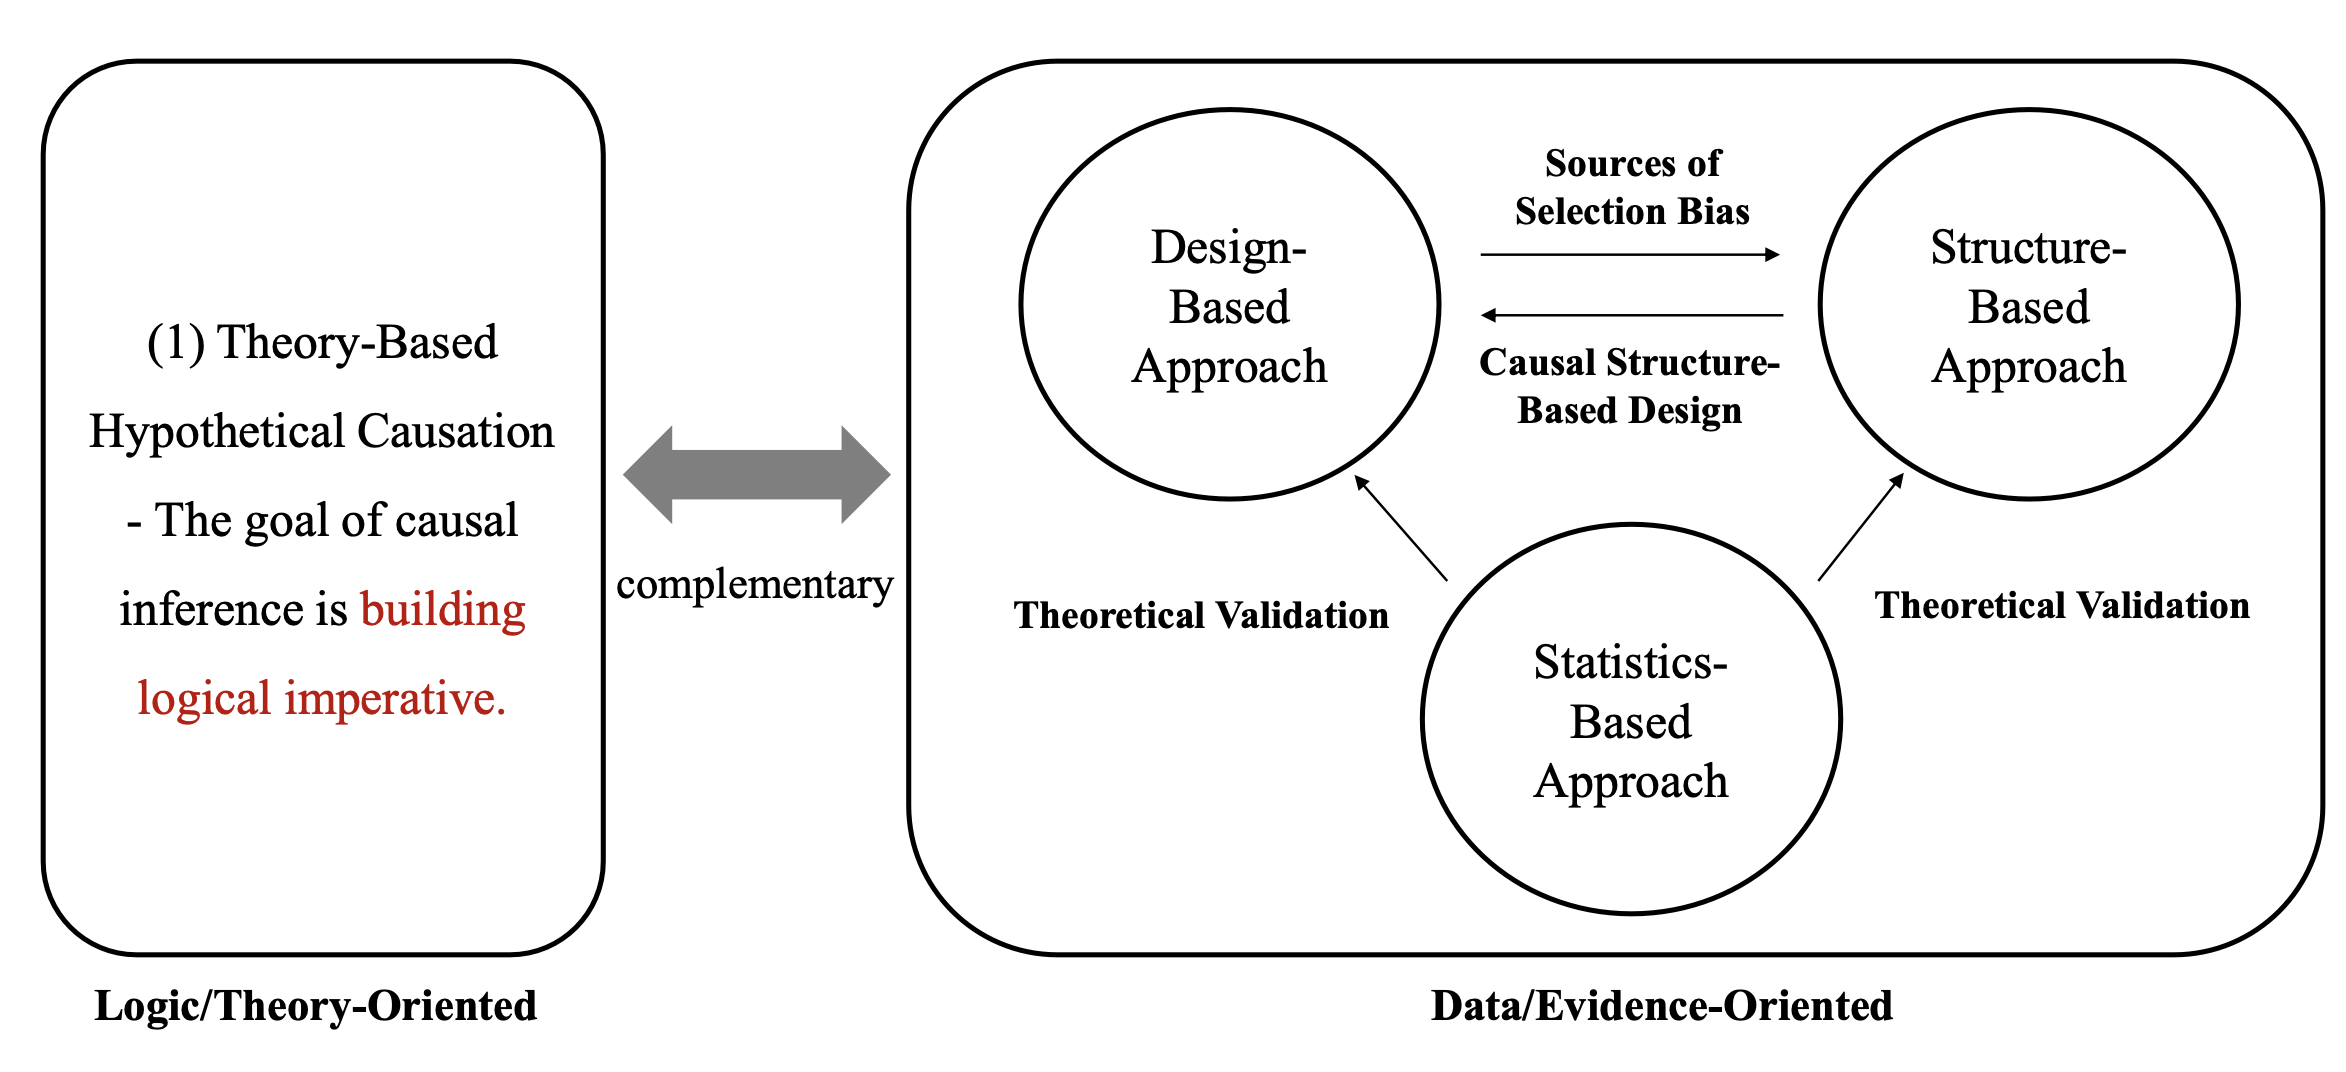 (1) Theory-Based
Hypothetical Causation
- The goal of causal
inference is building
logical imperative.
Logic/Theory-Oriented
complementary
Design-
Based
Approach
Sources of
Selection Bias
Causal Structure-
Based Design
Structure-
Based
Approach
Theoretical Validation
Statistics-
Based
Approach
Theoretical Validation
Data/Evidence-Oriented